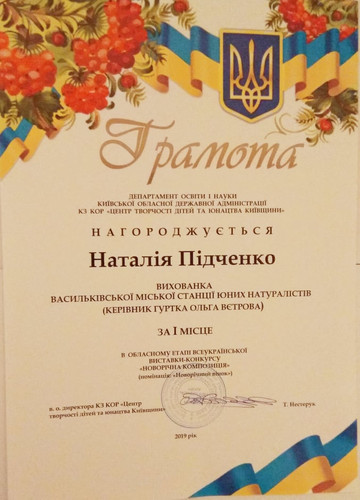 Грамота
ДЕПАРТАМЕНТ ОСВІТИ І НАУКИ
КИЇВСЬКОЇ ОБЛАСНОЇ ДЕРЖАВНОЇ АДМІНІСТРАЦІЇ
КЗ КОР «ЦЕНТР ТВОРЧОСТІ ДІТЕЙ ТА ЮНАЦТВА КИЇВЩИНИ»
НАГОРОДЖУЄТЬСЯ
Наталія Підченко
ВИХОВАНКА
ВАСИЛЬКІВСЬКОЇ МІСЬКОЇ СТАНЦІЇ ЮНИХ НАТУРАЛІСТІВ
(КЕРІВНИК ГУРТКА ОЛЬГА ВЄТРОВА)
ЗА І МІСЦЕ
В ОБЛАСНОМУ ЕТАПІ ВСЕУКРАЇНСЬКОЇ
ВИСТАВКИ-КОНКУРСУ
«НОВОРІЧНА КОМПОЗИЦІЯ»
(номінація: «Новорічний вінок»)
в. о. директора КЗ КОР «Центр
творчості дітей та юнацтва Київщини»
Т. Нестерук
2019 рік